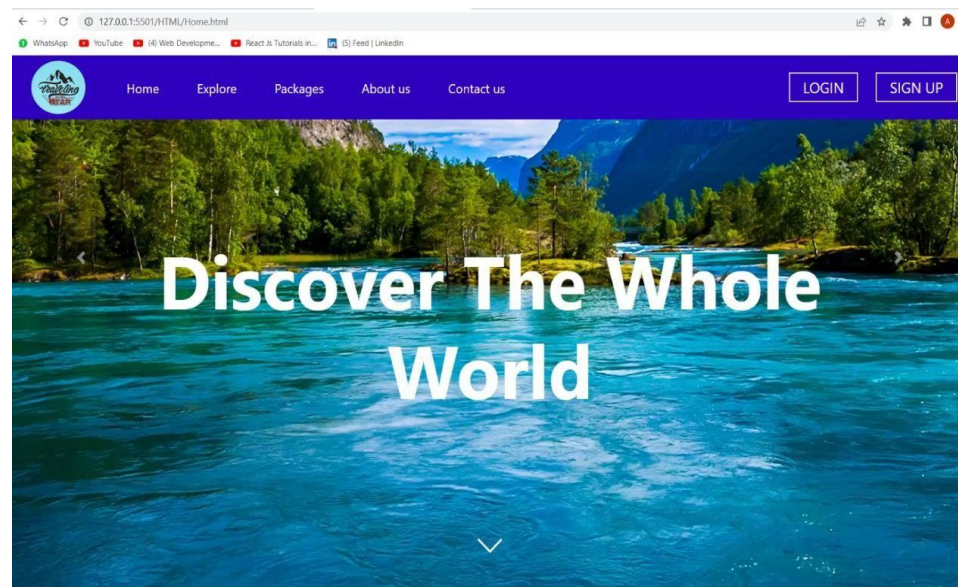 127.0.0.1:5501/HTML/Home.html
A
WhatsApp YouTube (4) Web Developme... React Js Tutorials in... (5) Feed | LinkedIn
Traveling
Home Explore Packages About us Contact us LOGIN SIGN UP
Discover The Whole
World